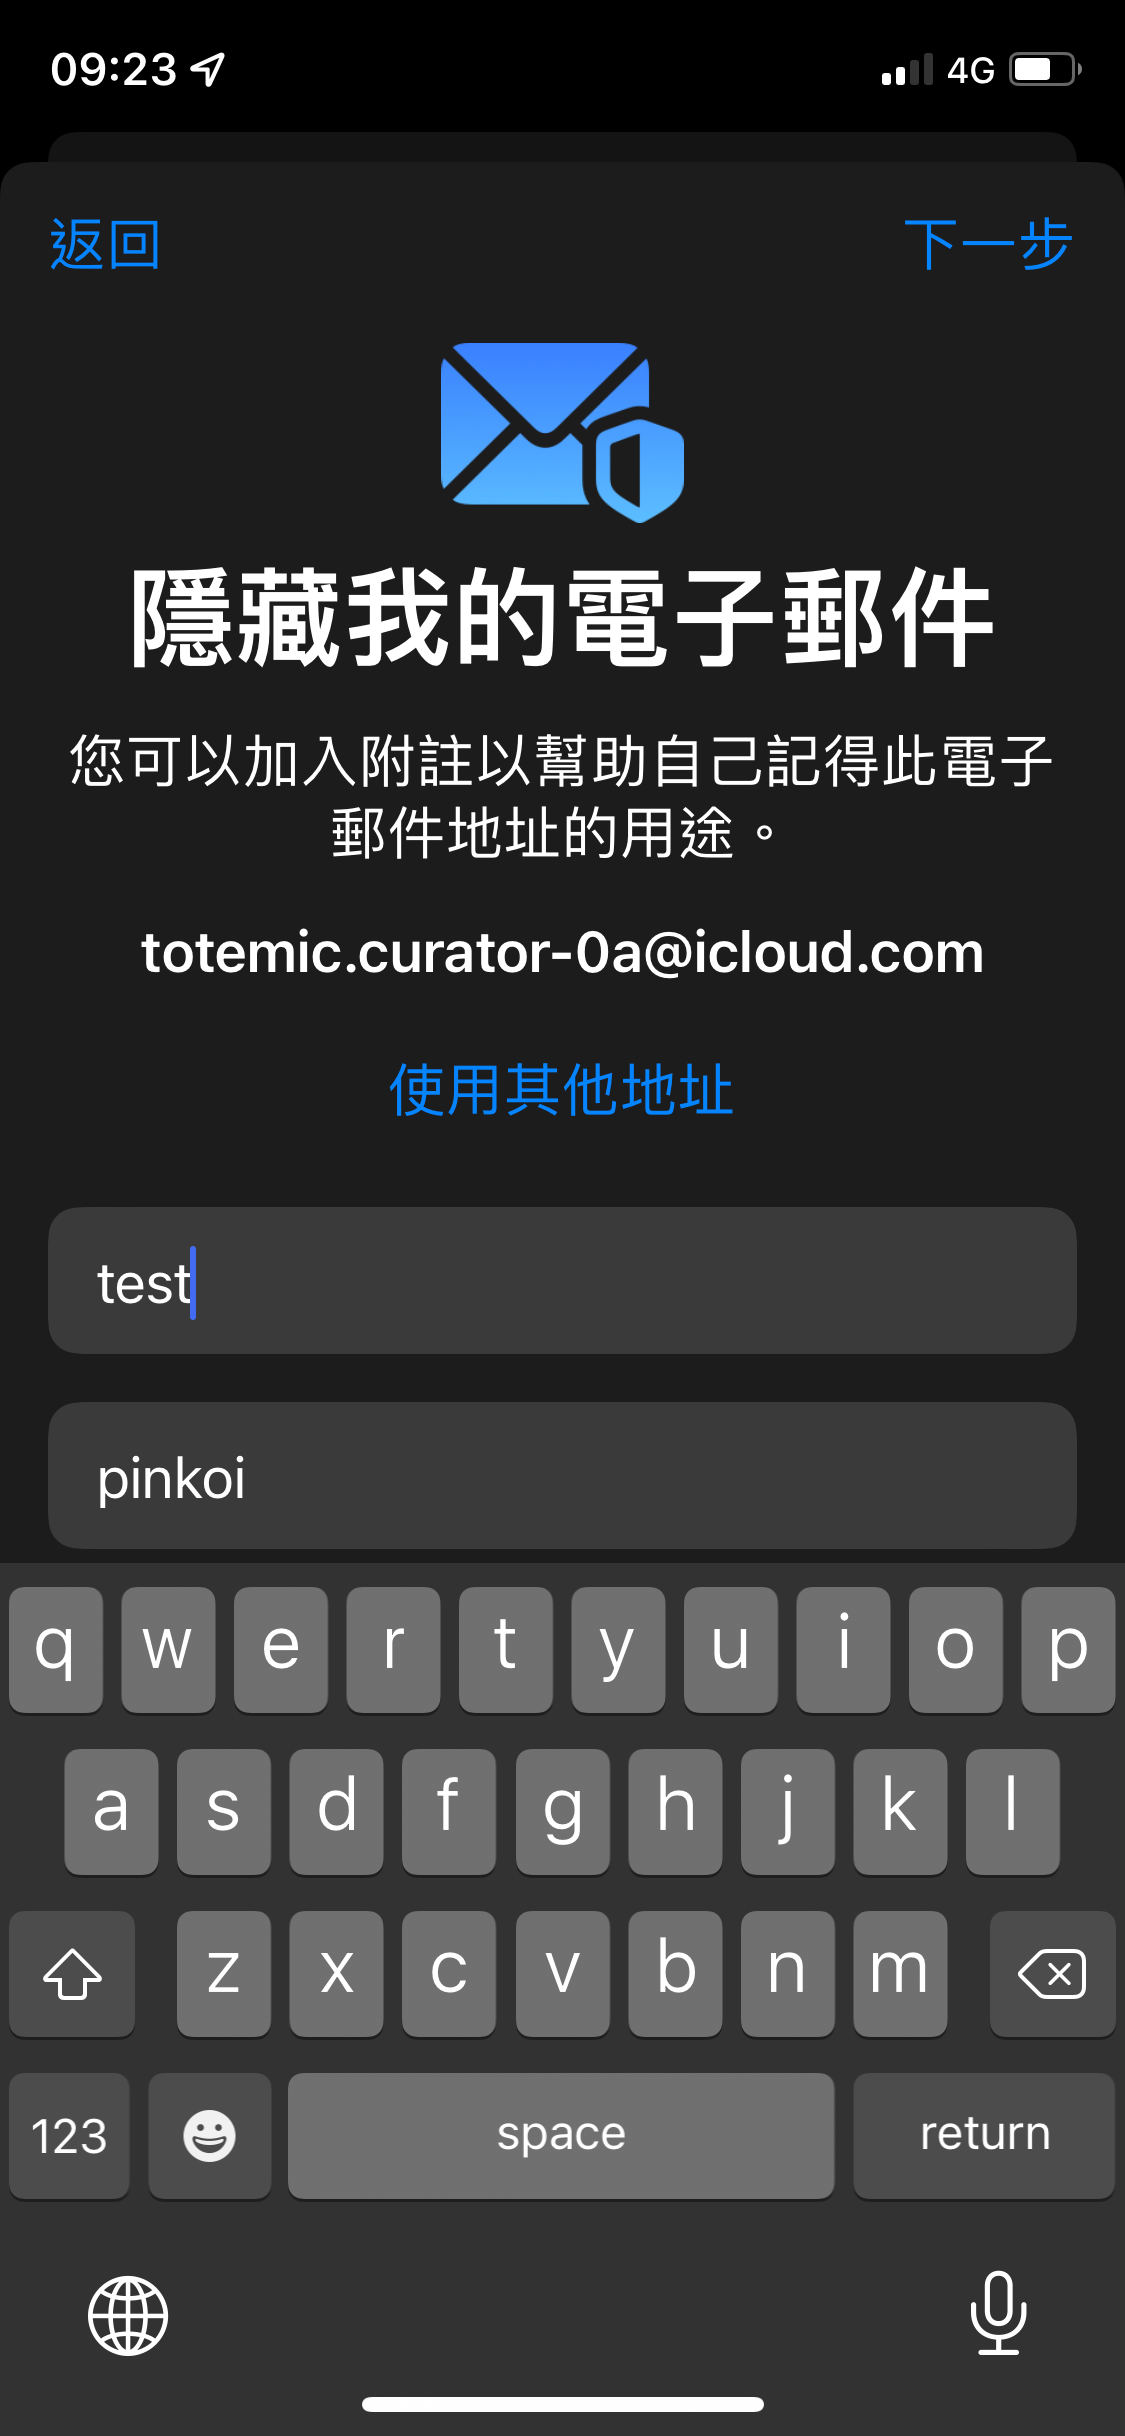 09:23
4G
返回
下一步
隱藏我的電子郵件
您可以加入附註以幫助自己記得此電子
郵件地址的用途。
totemic.curator-0a@icloud.com
使用其他地址
test
pinkoi
q w e r t y u i o p
a s d f g h j k l
z x c v b n m
123 space return